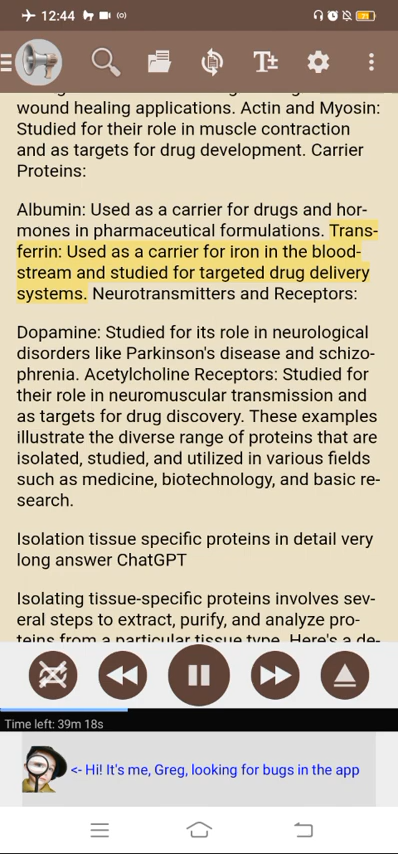 12:44
T±
wound healing applications. Actin and Myosin:
Studied for their role in muscle contraction
and as targets for drug development. Carrier
Proteins:
Albumin: Used as a carrier for drugs and hor-
mones in pharmaceutical formulations. Trans-
ferrin: Used as a carrier for iron in the blood-
stream and studied for targeted drug delivery
systems. Neurotransmitters and Receptors:
Dopamine: Studied for its role in neurological
disorders like Parkinson's disease and schizo-
phrenia. Acetylcholine Receptors: Studied for
their role in neuromuscular transmission and
as targets for drug discovery. These examples
illustrate the diverse range of proteins that are
isolated, studied, and utilized in various fields
such as medicine, biotechnology, and basic re-
search.
Isolation tissue specific proteins in detail very
long answer ChatGPT
Isolating tissue-specific proteins involves sev-
eral steps to extract, purify, and analyze pro-
teins from a particular tissue type. Here's a de-
Time left: 39m 18s
<- Hi! It's me, Greg, looking for bugs in the app